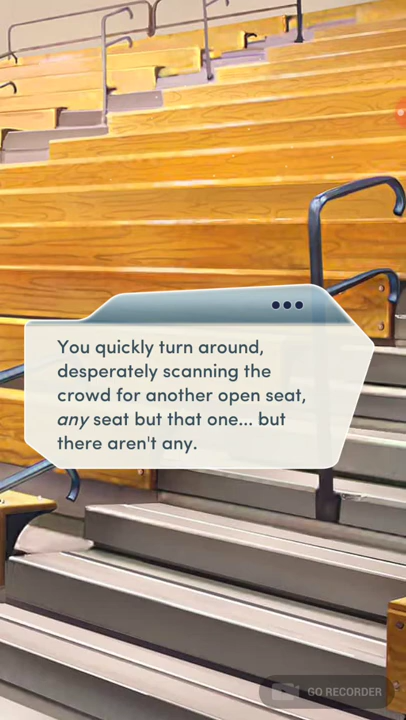 You quickly turn around,
desperately scanning the
crowd for another open seat,
any seat but that one... but
there aren't any.
GO RECORDER